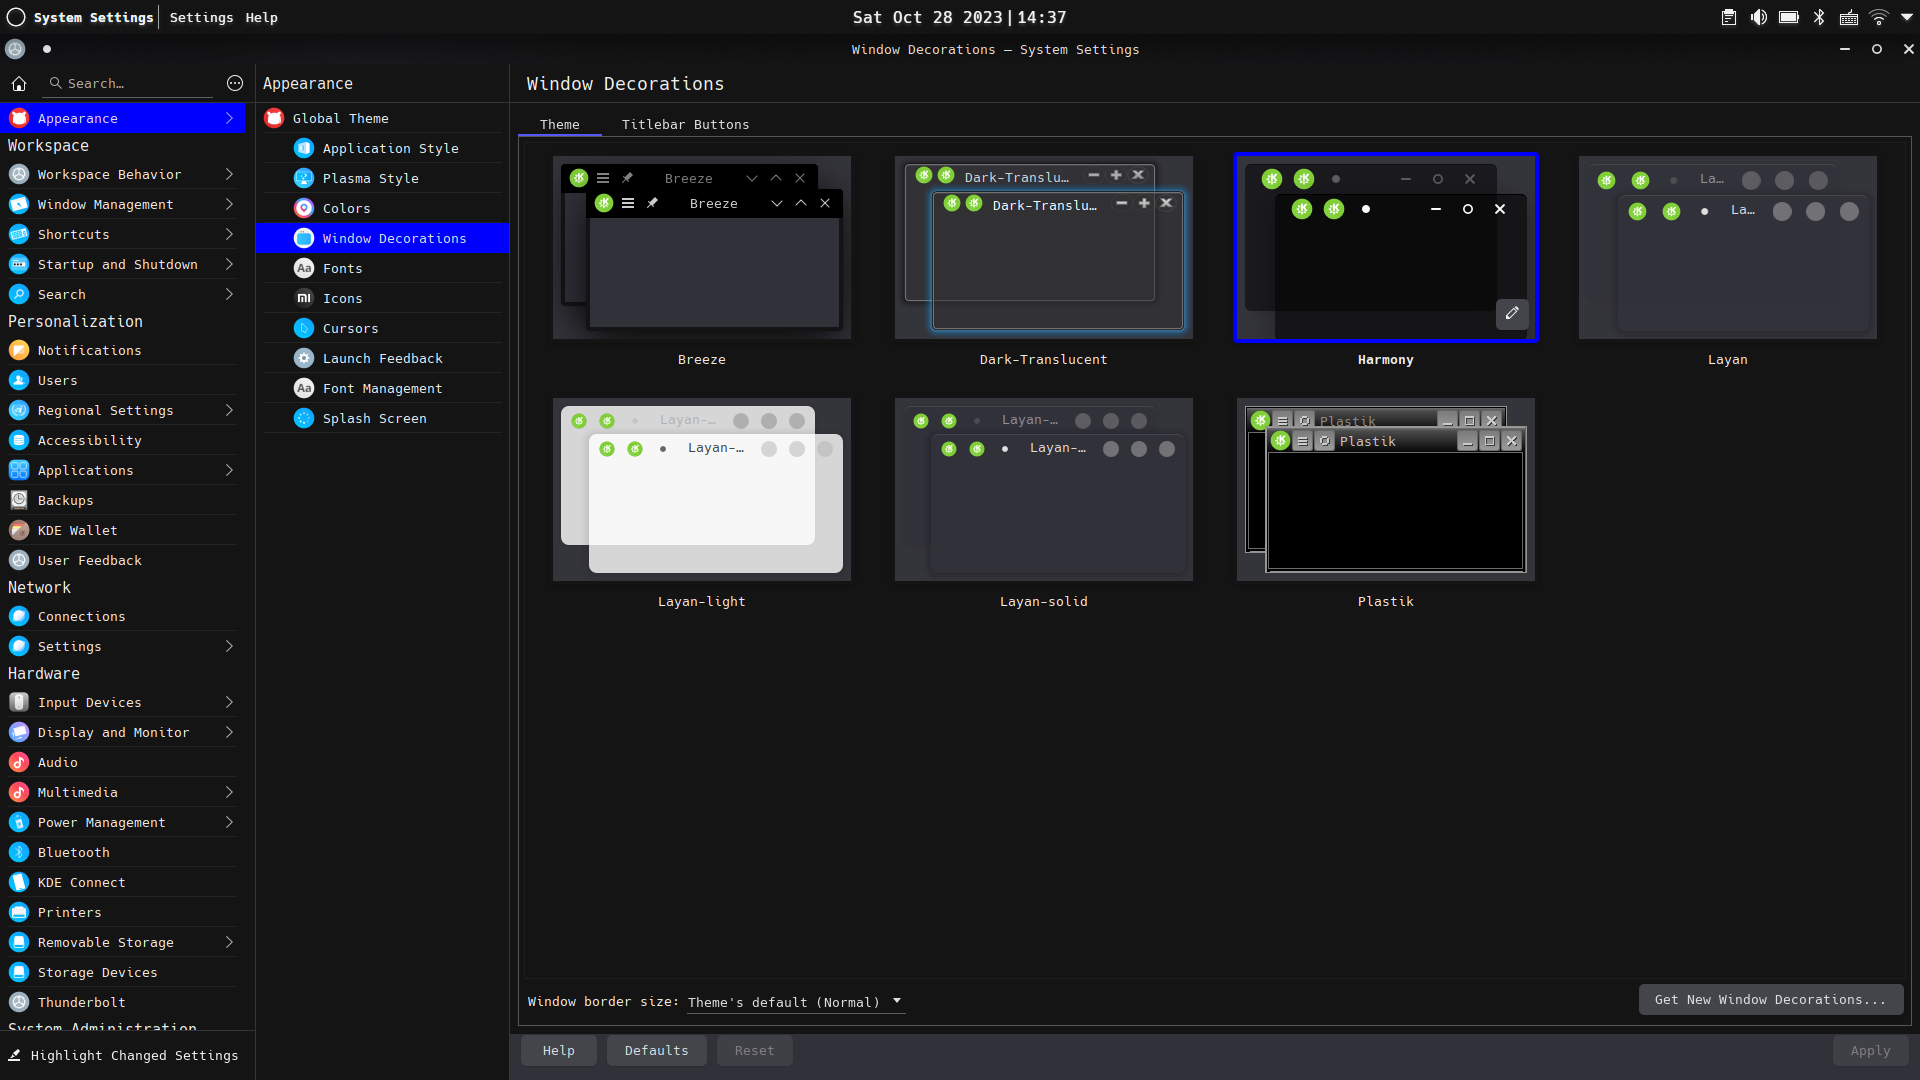 System Settings Settings Help
Sat Oct 28 2023|14:37
Window Decorations — System Settings
Search…
Appearance
Workspace
Workspace Behavior
Window Management
Shortcuts
Startup and Shutdown
Search
Personalization
Notifications
Users
Regional Settings
Accessibility
Applications
Backups
KDE Wallet
User Feedback
Network
Connections
Settings
Hardware
Input Devices
Display and Monitor
Audio
Multimedia
Power Management
Bluetooth
KDE Connect
Printers
Removable Storage
Storage Devices
Thunderbolt
System Administration
Highlight Changed Settings
Appearance
Global Theme
Application Style
Plasma Style
Colors
Window Decorations
Aa Fonts
Icons
Cursors
Launch Feedback
Aa Font Management
Splash Screen
Window Decorations
Theme Titlebar Buttons
Breeze
Breeze
Breeze
Dark-Translu…
Dark-Translu…
Dark-Translucent
Harmony
La…
La…
Layan
Layan-…
Layan-…
Layan-light
Layan-…
Layan-…
Layan-solid
Plastik
Plastik
Plastik
Window border size: Theme's default (Normal)
Get New Window Decorations...
Help Defaults Reset Apply